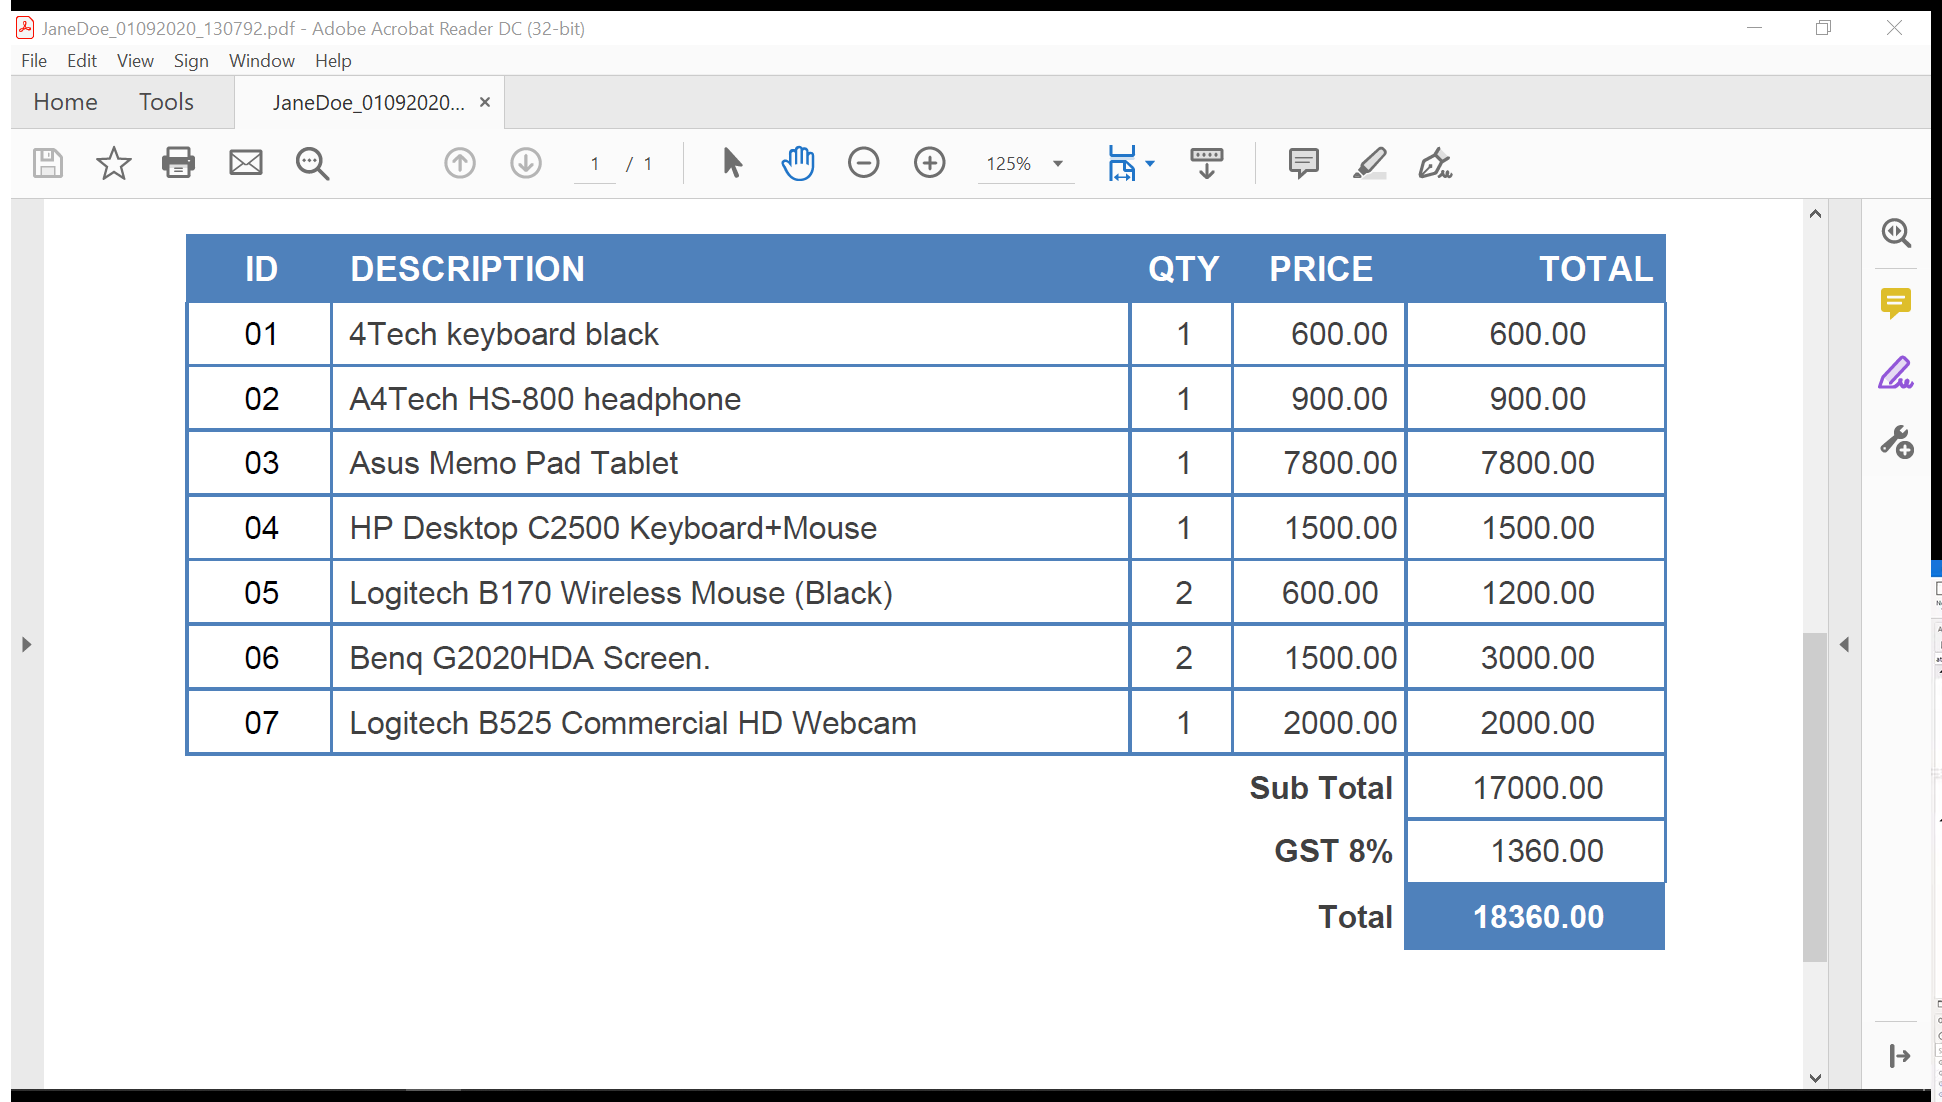 JaneDoe_01092020_130792.pdf - Adobe Acrobat Reader DC (32-bit)
File Edit View Sign Window Help
Home Tools JaneDoe_01092020... ×
1 / 1 125%
ID DESCRIPTION QTY PRICE TOTAL
01 4Tech keyboard black 1 600.00 600.00
02 A4Tech HS-800 headphone 1 900.00 900.00
03 Asus Memo Pad Tablet 1 7800.00 7800.00
04 HP Desktop C2500 Keyboard+Mouse 1 1500.00 1500.00
05 Logitech B170 Wireless Mouse (Black) 2 600.00 1200.00
06 Benq G2020HDA Screen. 2 1500.00 3000.00
07 Logitech B525 Commercial HD Webcam 1 2000.00 2000.00
Sub Total 17000.00
GST 8% 1360.00
Total 18360.00